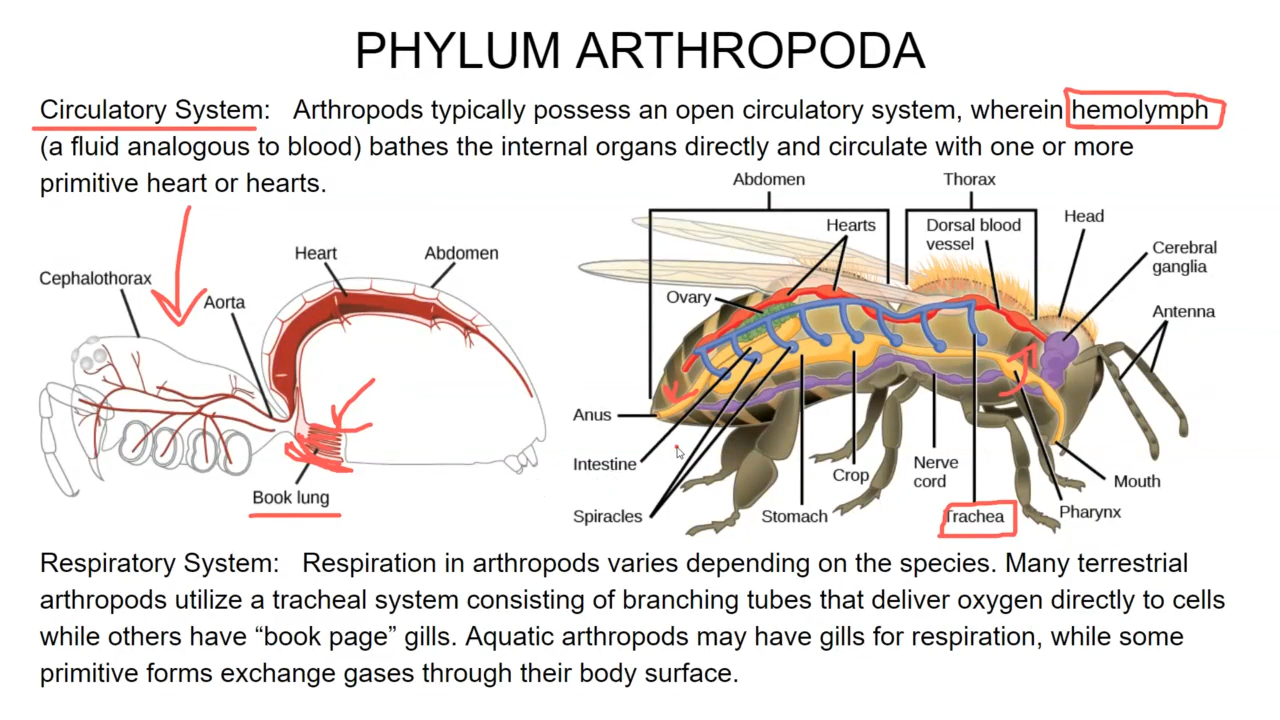 PHYLUM ARTHROPODA
Circulatory System: Arthropods typically possess an open circulatory system, wherein hemolymph
(a fluid analogous to blood) bathes the internal organs directly and circulate with one or more
primitive heart or hearts.
Cephalothorax
Aorta
Heart
Abdomen
Book lung
Abdomen
Thorax
Hearts
Dorsal blood
vessel
Head
Cerebral
ganglia
Ovary
Antenna
Anus
Intestine
Spiracles
Stomach
Crop
Nerve
cord
Trachea
Pharynx
Mouth
Respiratory System: Respiration in arthropods varies depending on the species. Many terrestrial
arthropods utilize a tracheal system consisting of branching tubes that deliver oxygen directly to cells
while others have “book page” gills. Aquatic arthropods may have gills for respiration, while some
primitive forms exchange gases through their body surface.